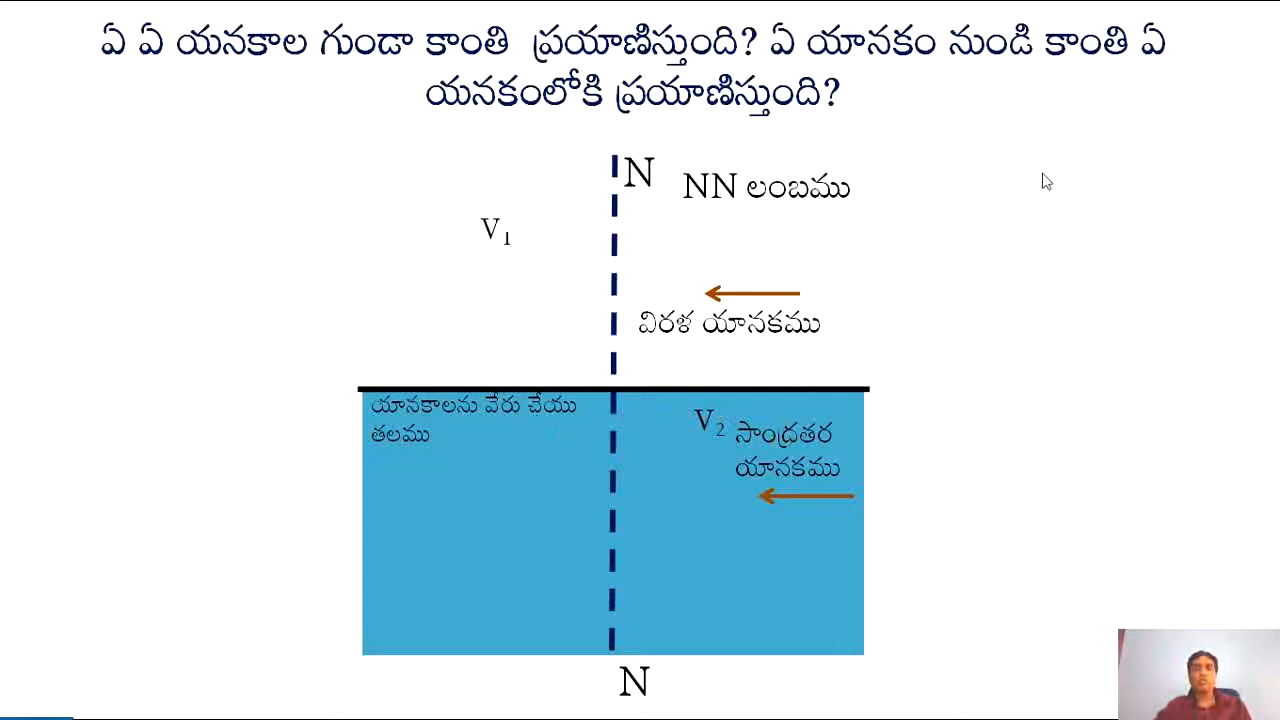 ఏ ఏ యనకాల గుండా కాంతి ప్రయాణిస్తుంది? ఏ యానకం నుండి కాంతి ఏ
యనకంలోకి ప్రయాణిస్తుంది?
N
NN లంబము
V₁
విరళ యానకము
యానకాలను వేరు చేయు
తలము
V₂ సాంద్రతర
యానకము
N